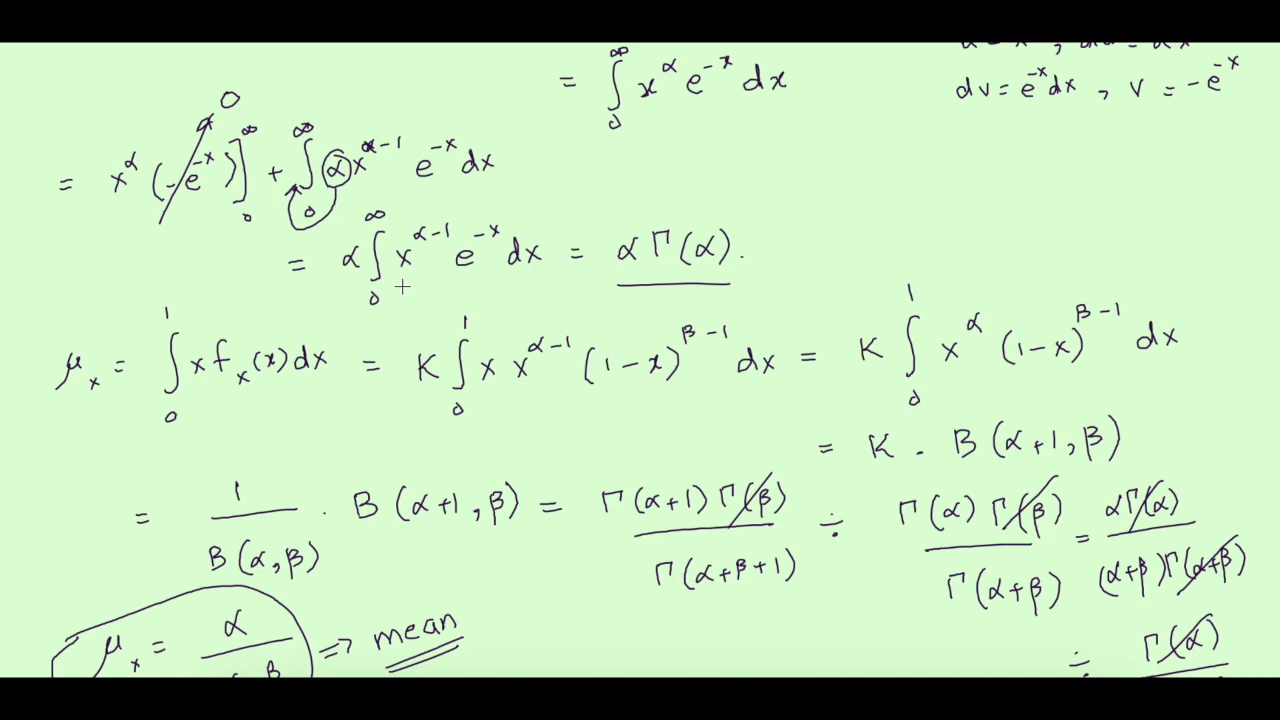 = ∫₀^∞ x^α e^{-x} dx
dv = e^{-x}dx , v = -e^{-x}
= x^α (-e^{-x}) ]₀^∞ 0 + ∫₀^∞ α x^{α-1} e^{-x} dx
= α ∫₀^∞ x^{α-1} e^{-x} dx = α Γ(α) .
μ_x = ∫₀^1 x f_x(x) dx = K ∫₀^1 x x^{α-1} (1-x)^{β-1} dx = K ∫₀^1 x^α (1-x)^{β-1} dx
= K . B (α+1, β)
= 1/B(α,β) . B (α+1, β) = Γ(α+1) Γ(β)/Γ(α+β+1) ÷ Γ(α) Γ(β)/Γ(α+β) = αΓ(α)/(α+β)Γ(α+β)
÷ Γ(α)
μ_x = α/ β => mean